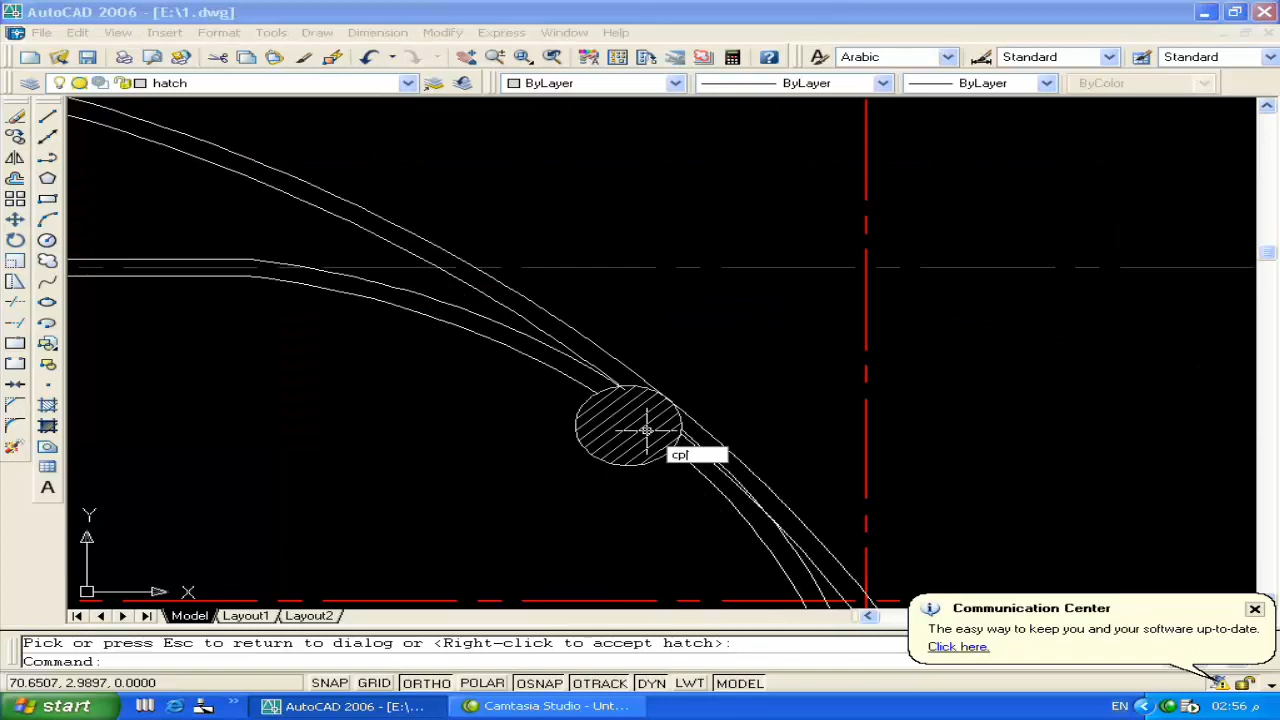 AutoCAD 2006 - [E:\1.dwg]
File Edit View Insert Format Tools Draw Dimension Modify Express Window Help
Arabic Standard Standard
hatch ByLayer ByLayer ByLayer ByColor
cp
Y
X
Model Layout1 Layout2
Communication Center
The easy way to keep you and your software up-to-date.
Click here.
Pick or press Esc to return to dialog or <Right-click to accept hatch>:
Command:
70.6507, 2.9897, 0.0000 SNAP GRID ORTHO POLAR OSNAP OTRACK DYN LWT MODEL
start AutoCAD 2006 - [E:\... Camtasia Studio - Unt... EN 02:56 م